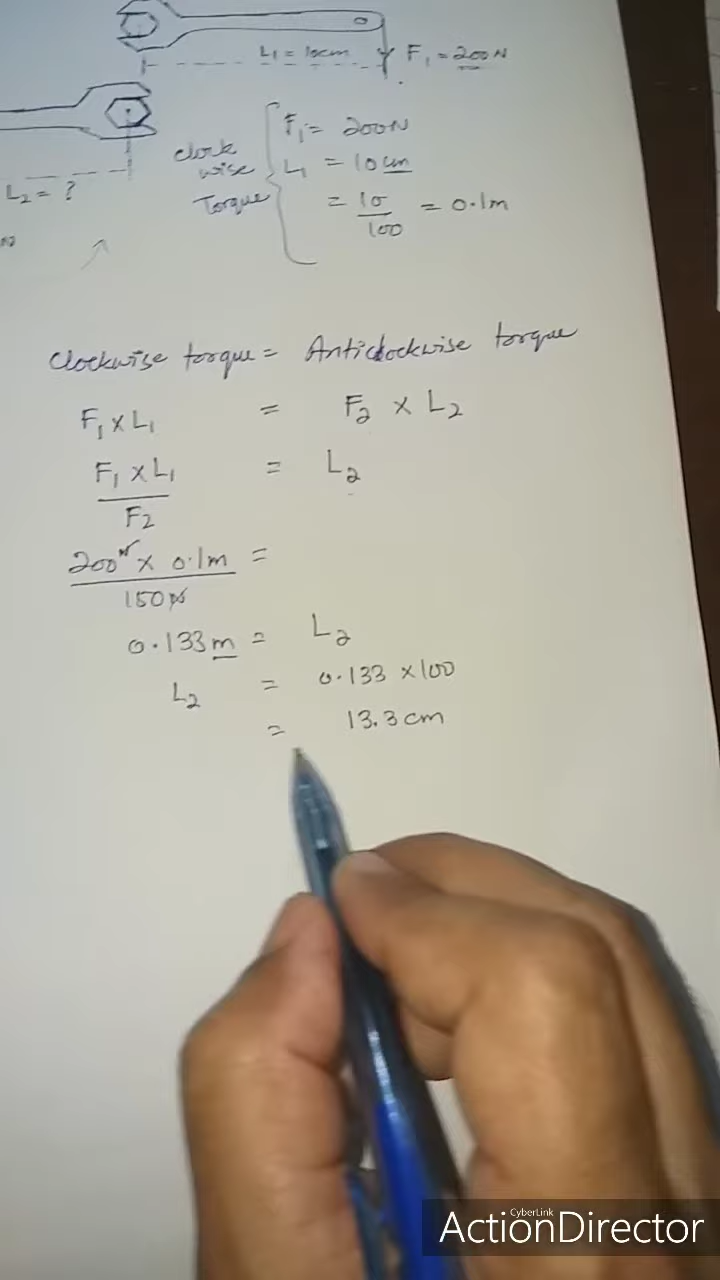 L₁ = 10cm F₁ = 200N
L₂ = ?
Clock wise Torque
F₁ = 200N
L₁ = 10cm
= 10/100 = 0.1m
Clockwise torque = Anticlockwise torque
F₁ × L₁ = F₂ × L₂
F₁ × L₁ / F₂ = L₂
200N × 0.1m / 150N =
0.133m = L₂
L₂ = 0.133 × 100
= 13.3cm
CyberLink
ActionDirector